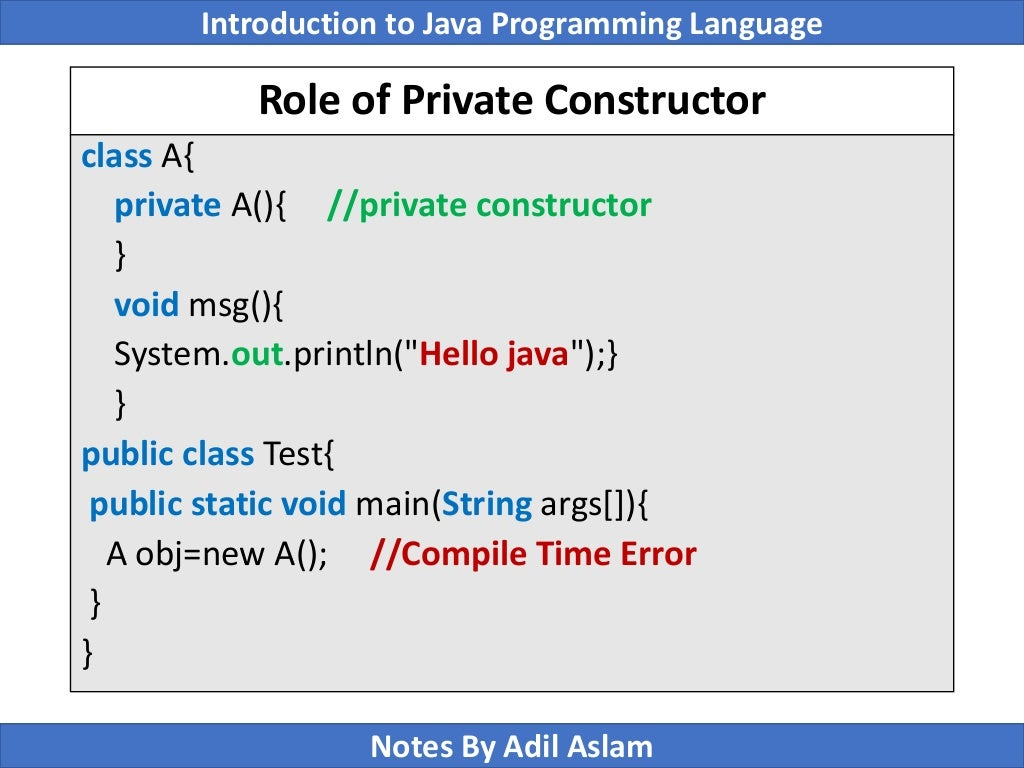 Introduction to Java Programming Language
Role of Private Constructor
class A{
private A(){ //private constructor
}
void msg(){
System.out.println("Hello java");}
}
public class Test{
public static void main(String args[]){
A obj=new A(); //Compile Time Error
}
}
Notes By Adil Aslam